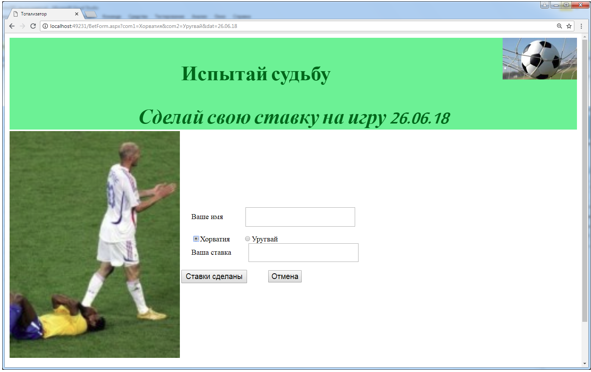 Тотализатор
localhost:49231/BetForm.aspx?com1=Хорватия&com2=Уругвай&dat=26.06.18
Испытай судьбу
Сделай свою ставку на игру 26.06.18
Ваше имя
Хорватия Уругвай
Ваша ставка
Ставки сделаны Отмена